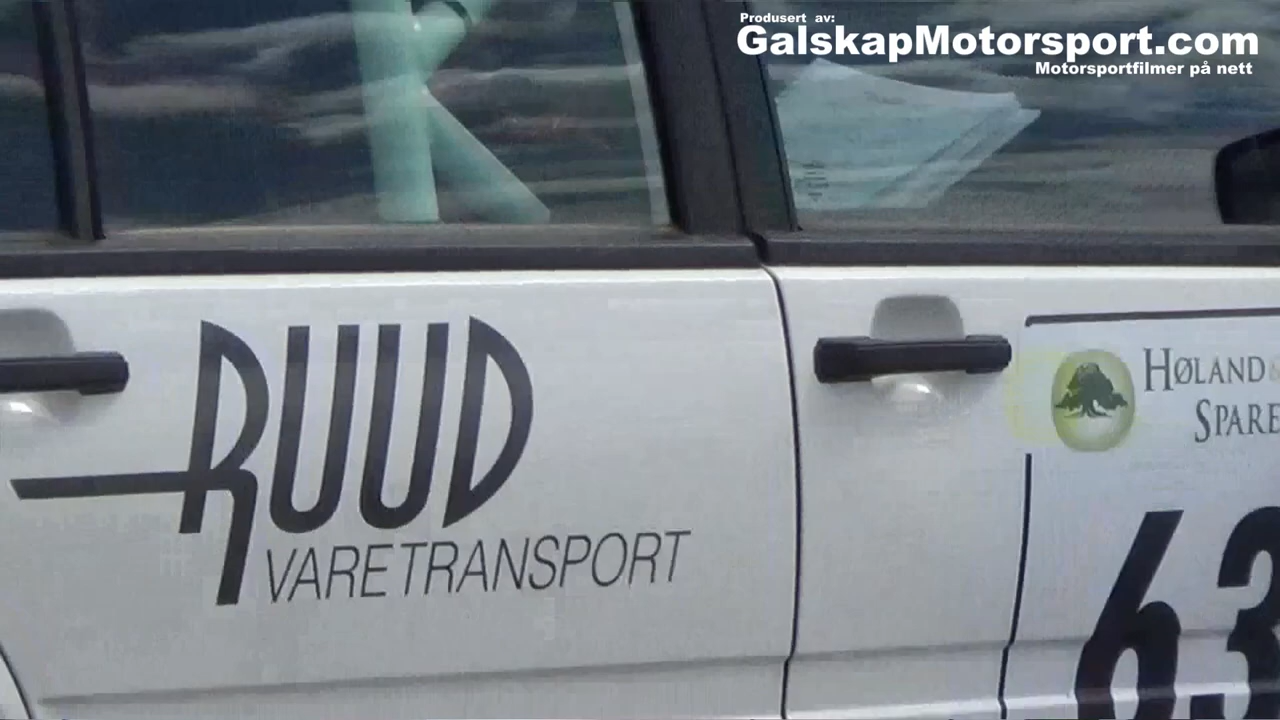 Produsert av:
GalskapMotorsport.com
Motorsportfilmer på nett
RUUD
VARETRANSPORT
HØLAND
SPARE
63